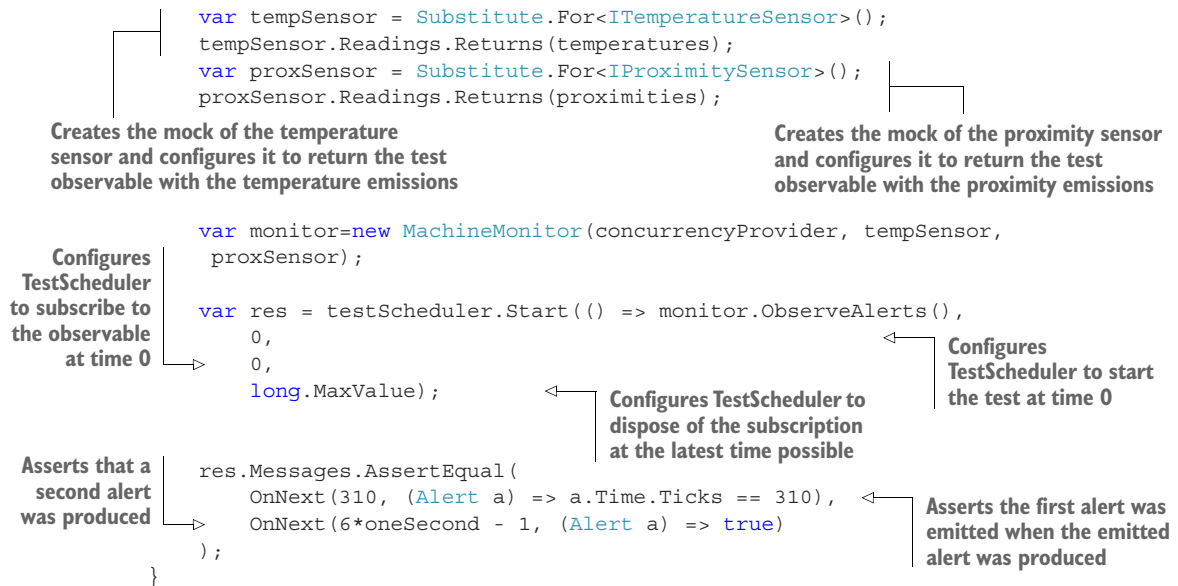 var tempSensor = Substitute.For<ITemperatureSensor>();
tempSensor.Readings.Returns(temperatures);
var proxSensor = Substitute.For<IProximitySensor>();
proxSensor.Readings.Returns(proximities);
Creates the mock of the temperature
sensor and configures it to return the test
observable with the temperature emissions
Creates the mock of the proximity sensor
and configures it to return the test
observable with the proximity emissions
var monitor=new MachineMonitor(concurrencyProvider, tempSensor,
proxSensor);
Configures
TestScheduler
to subscribe to
the observable
at time 0
var res = testScheduler.Start(() => monitor.ObserveAlerts(),
0,
0,
long.MaxValue);
Configures
TestScheduler to start
the test at time 0
Configures TestScheduler to
dispose of the subscription
at the latest time possible
Asserts that a
second alert
was produced
res.Messages.AssertEqual(
OnNext(310, (Alert a) => a.Time.Ticks == 310),
OnNext(6*oneSecond - 1, (Alert a) => true)
);
}
Asserts the first alert was
emitted when the emitted
alert was produced